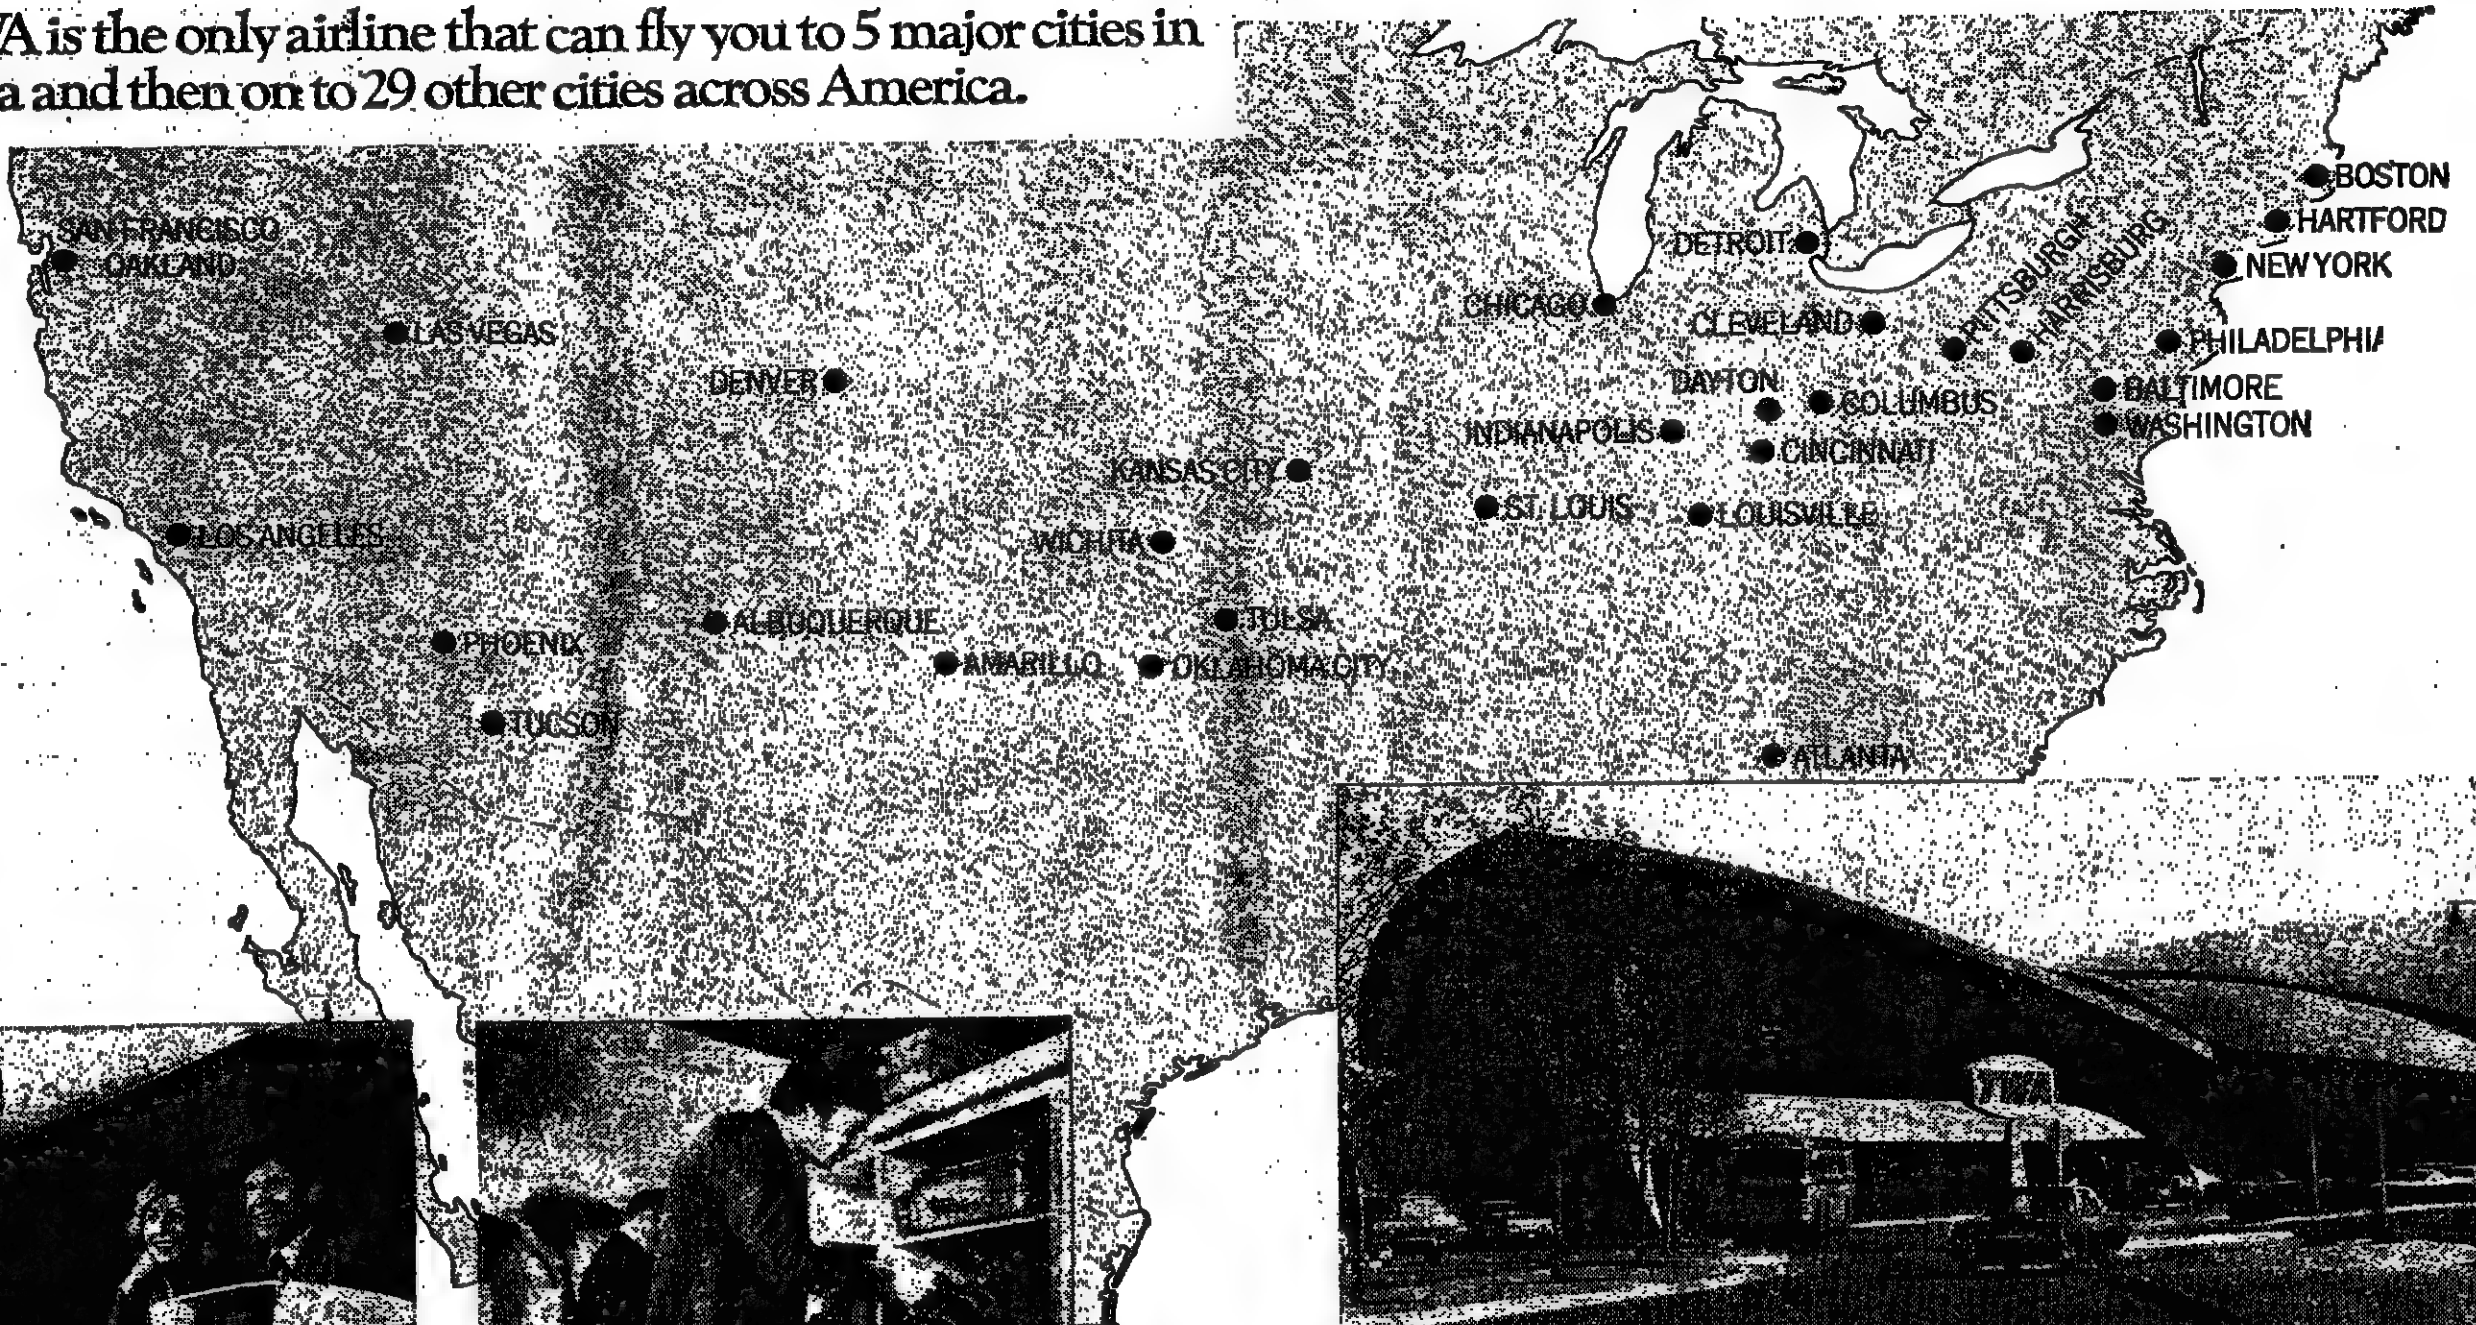 A is the only airline that can fly you to 5 major cities in
a and then on to 29 other cities across America.
BOSTON
HARTFORD
NEW YORK
SAN FRANCISCO
OAKLAND
DETROIT
PITTSBURGH
HARRISBURG
CHICAGO
CLEVELAND
LAS VEGAS
PHILADELPHIA
DENVER
DAYTON
COLUMBUS
BALTIMORE
WASHINGTON
INDIANAPOLIS
CINCINNATI
KANSAS CITY
ST. LOUIS
LOUISVILLE
LOS ANGELES
WICHITA
ALBUQUERQUE
TULSA
PHOENIX
AMARILLO
OKLAHOMA CITY
TUCSON
ATLANTA